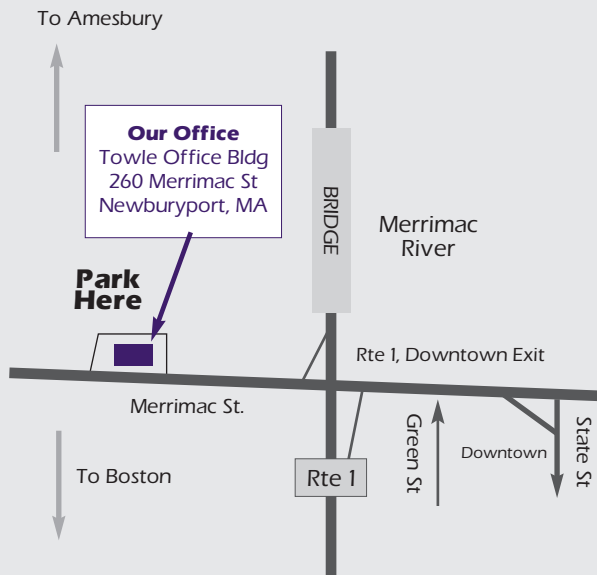 To Amesbury
Our Office
Towle Office Bldg
260 Merrimac St
Newburyport, MA
BRIDGE
Merrimac
River
Park
Here
Rte 1, Downtown Exit
Merrimac St.
Green St
Downtown
State St
To Boston
Rte 1